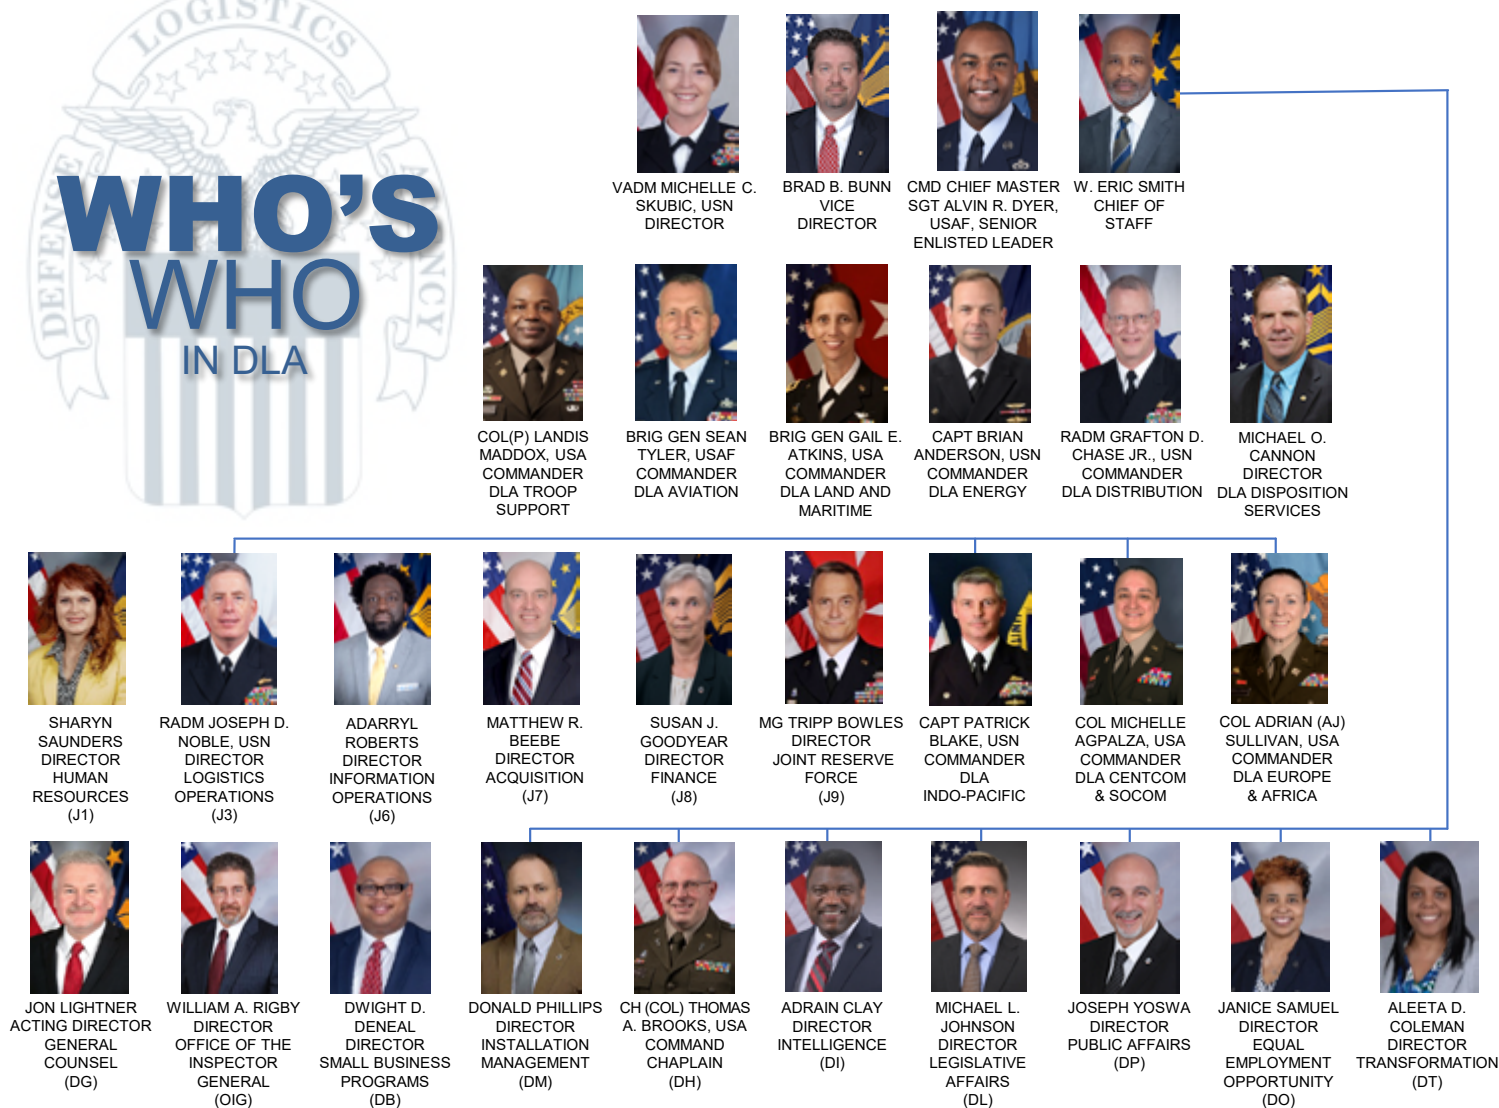 LOGISTICS
DEFENSE
AGENCY
WHO'S
WHO
IN DLA
VADM MICHELLE C.
SKUBIC, USN
DIRECTOR
BRAD B. BUNN
VICE
DIRECTOR
CMD CHIEF MASTER
SGT ALVIN R. DYER,
USAF, SENIOR
ENLISTED LEADER
W. ERIC SMITH
CHIEF OF
STAFF
COL(P) LANDIS
MADDOX, USA
COMMANDER
DLA TROOP
SUPPORT
BRIG GEN SEAN
TYLER, USAF
COMMANDER
DLA AVIATION
BRIG GEN GAIL E.
ATKINS, USA
COMMANDER
DLA LAND AND
MARITIME
CAPT BRIAN
ANDERSON, USN
COMMANDER
DLA ENERGY
RADM GRAFTON D.
CHASE JR., USN
COMMANDER
DLA DISTRIBUTION
MICHAEL O.
CANNON
DIRECTOR
DLA DISPOSITION
SERVICES
SHARYN
SAUNDERS
DIRECTOR
HUMAN
RESOURCES
(J1)
RADM JOSEPH D.
NOBLE, USN
DIRECTOR
LOGISTICS
OPERATIONS
(J3)
ADARRYL
ROBERTS
DIRECTOR
INFORMATION
OPERATIONS
(J6)
MATTHEW R.
BEEBE
DIRECTOR
ACQUISITION
(J7)
SUSAN J.
GOODYEAR
DIRECTOR
FINANCE
(J8)
MG TRIPP BOWLES
DIRECTOR
JOINT RESERVE
FORCE
(J9)
CAPT PATRICK
BLAKE, USN
COMMANDER
DLA
INDO-PACIFIC
COL MICHELLE
AGPALZA, USA
COMMANDER
DLA CENTCOM
& SOCOM
COL ADRIAN (AJ)
SULLIVAN, USA
COMMANDER
DLA EUROPE
& AFRICA
JON LIGHTNER
ACTING DIRECTOR
GENERAL
COUNSEL
(DG)
WILLIAM A. RIGBY
DIRECTOR
OFFICE OF THE
INSPECTOR
GENERAL
(OIG)
DWIGHT D.
DENEAL
DIRECTOR
SMALL BUSINESS
PROGRAMS
(DB)
DONALD PHILLIPS
DIRECTOR
INSTALLATION
MANAGEMENT
(DM)
CH (COL) THOMAS
A. BROOKS, USA
COMMAND
CHAPLAIN
(DH)
ADRAIN CLAY
DIRECTOR
INTELLIGENCE
(DI)
MICHAEL L.
JOHNSON
DIRECTOR
LEGISLATIVE
AFFAIRS
(DL)
JOSEPH YOSWA
DIRECTOR
PUBLIC AFFAIRS
(DP)
JANICE SAMUEL
DIRECTOR
EQUAL
EMPLOYMENT
OPPORTUNITY
(DO)
ALEETA D.
COLEMAN
DIRECTOR
TRANSFORMATION
(DT)